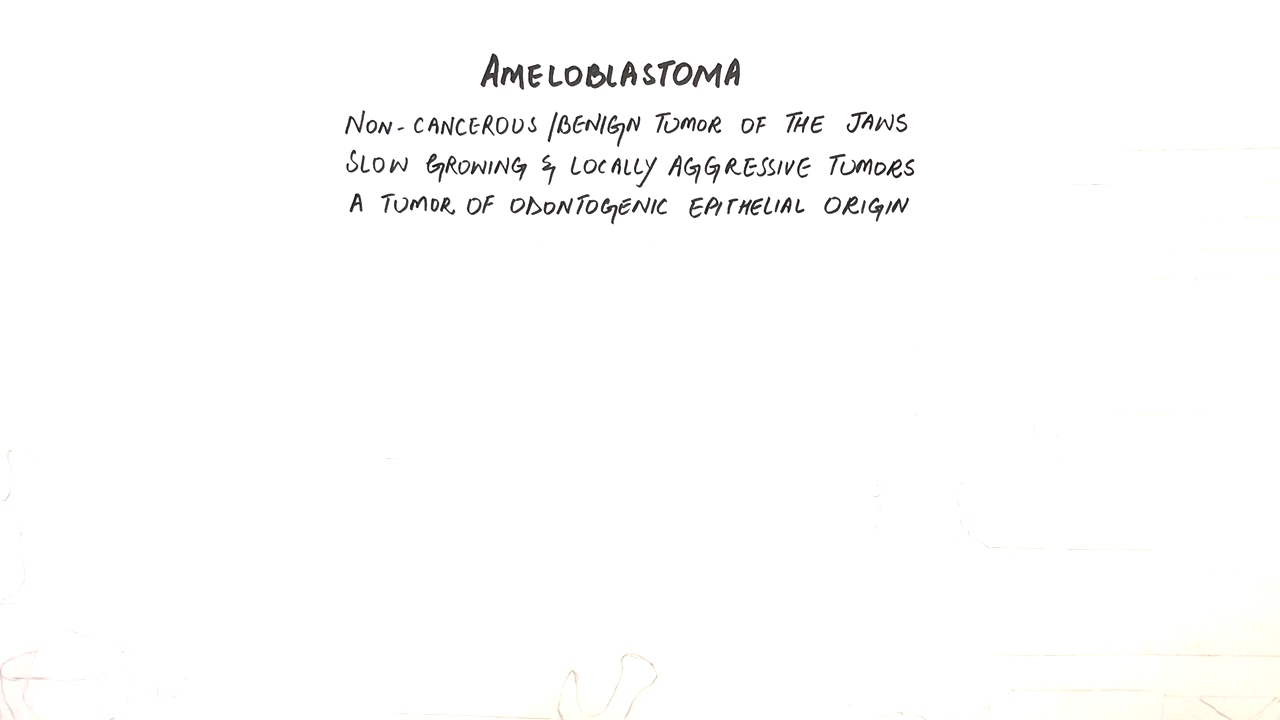 AMELOBLASTOMA
NON-CANCEROUS /BENIGN TUMOR OF THE JAWS
SLOW GROWING & LOCALLY AGGRESSIVE TUMORS
A TUMOR OF ODONTOGENIC EPITHELIAL ORIGIN